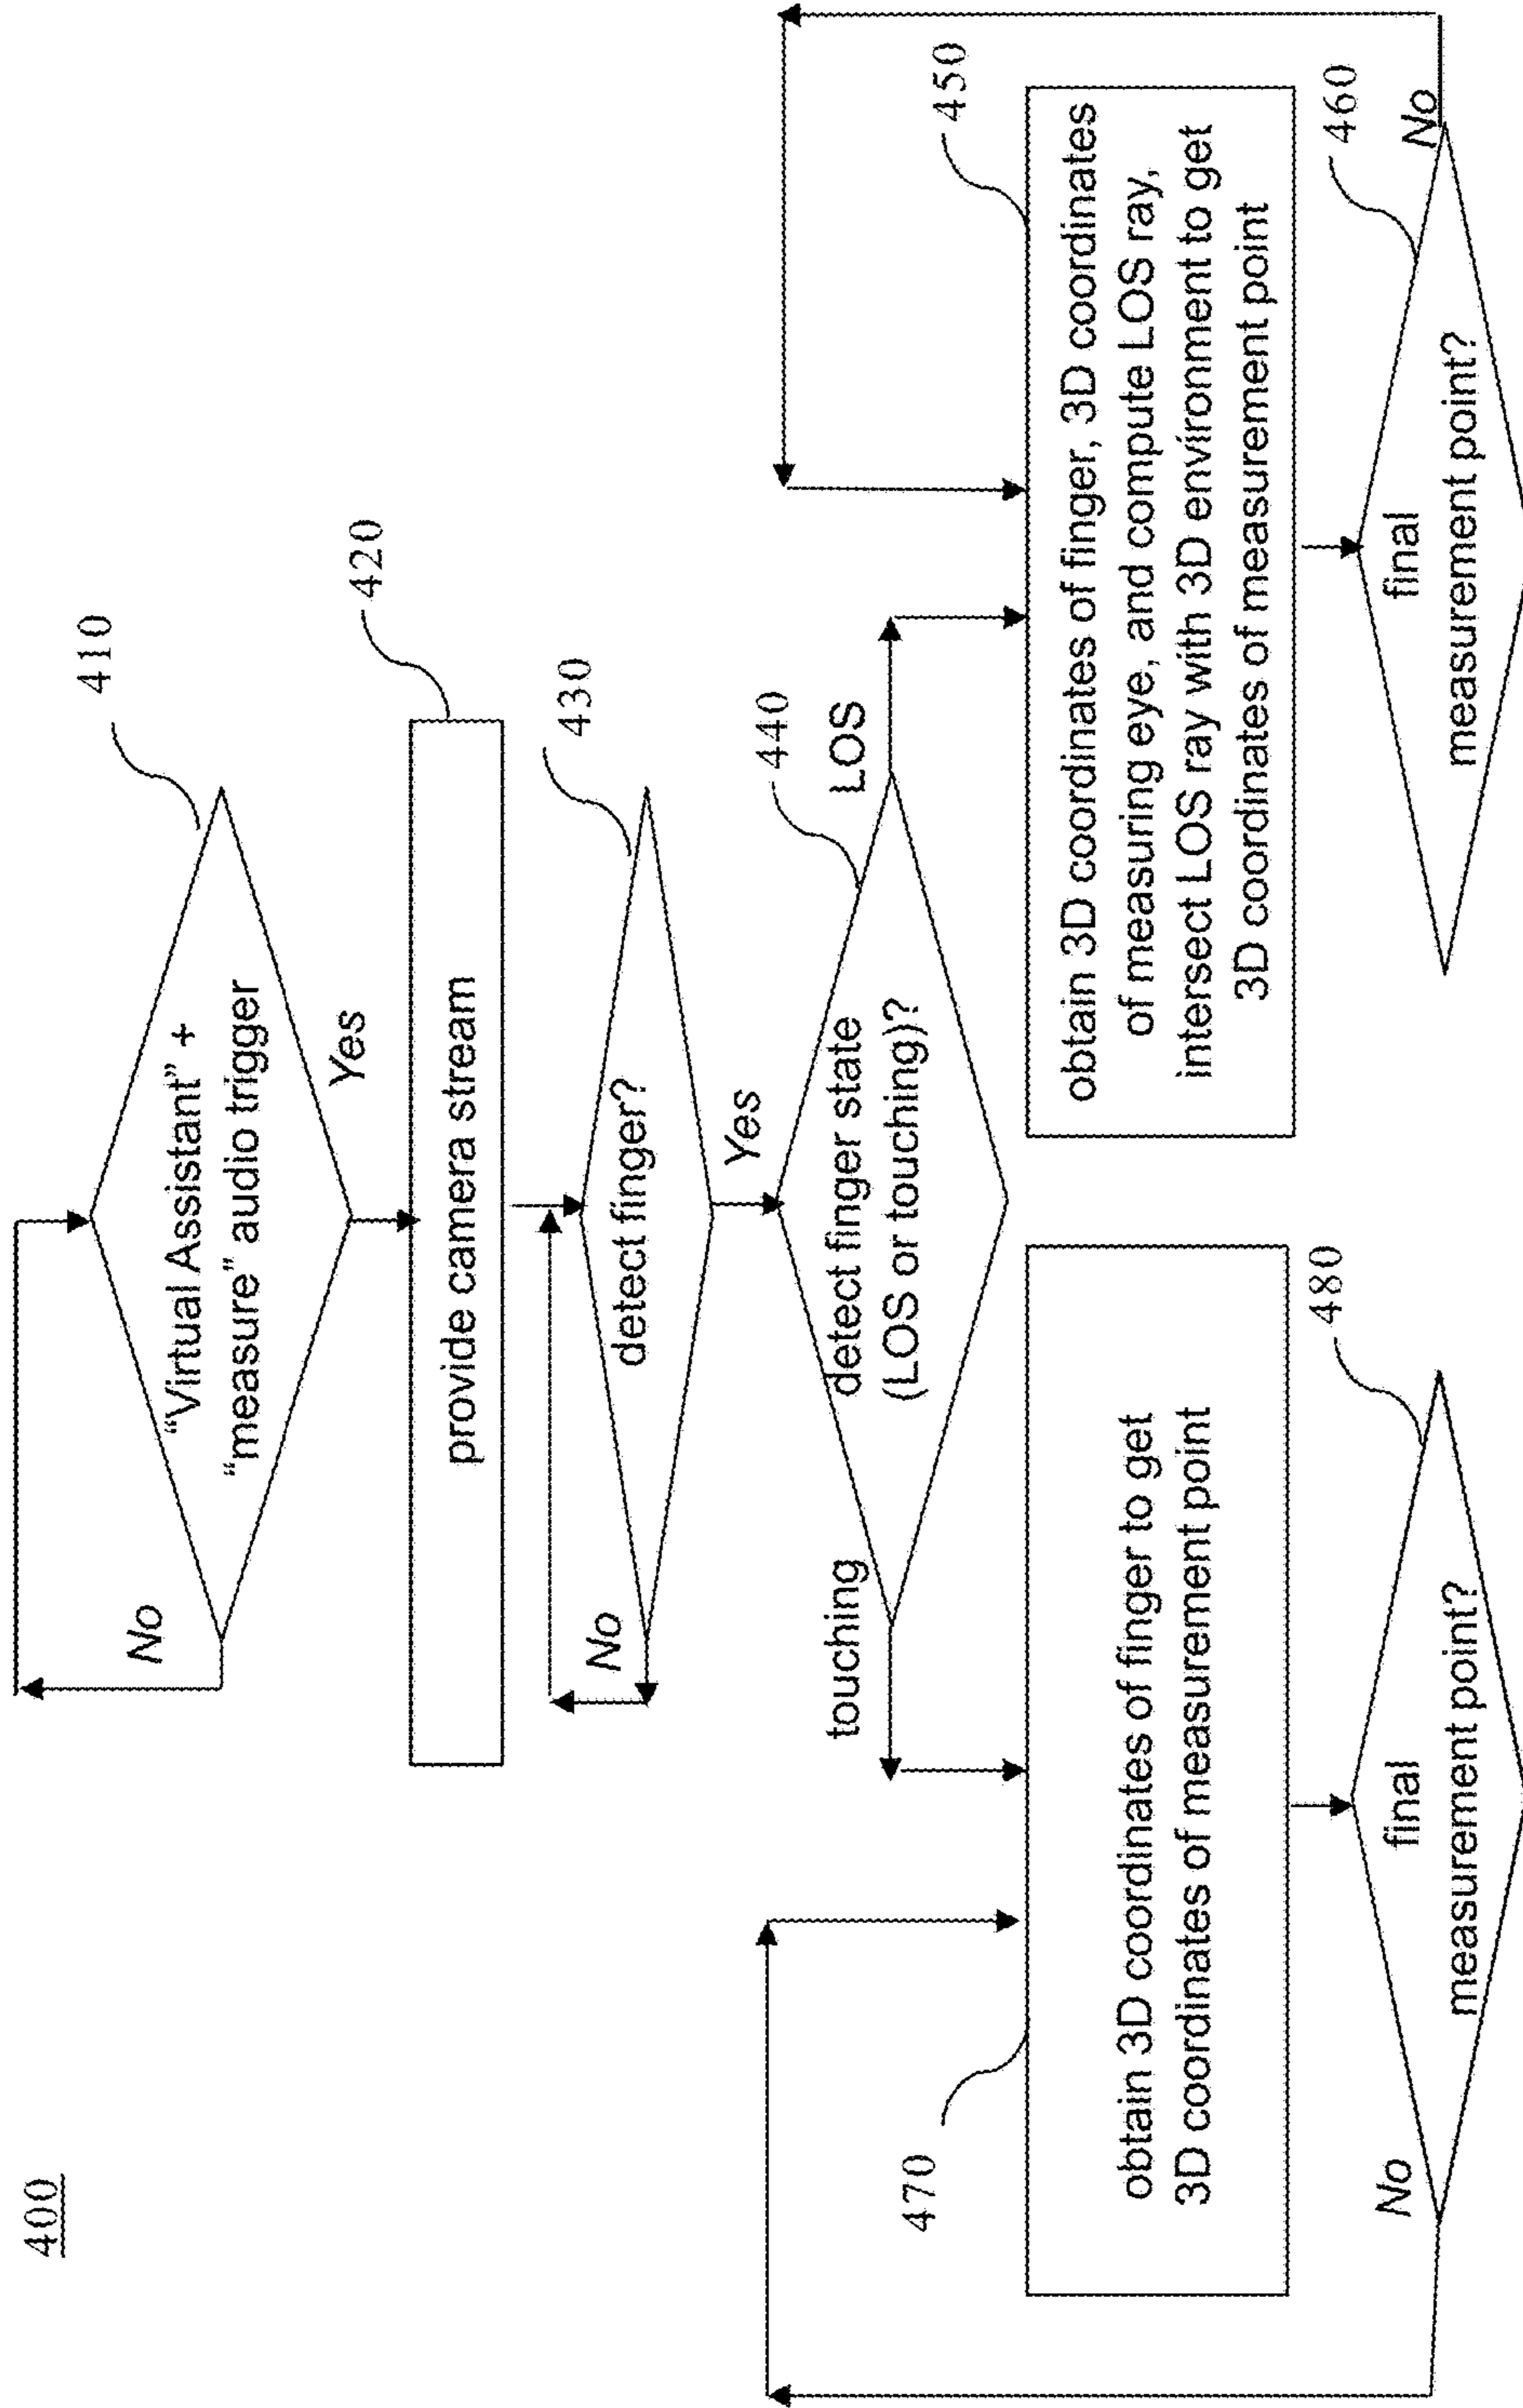 400
410
"Virtual Assistant" +
"measure" audio trigger
No
Yes
420
provide camera stream
430
detect finger?
No
Yes
440
detect finger state
(LOS or touching)?
touching
LOS
470
obtain 3D coordinates of finger to get
3D coordinates of measurement point
450
obtain 3D coordinates of finger, 3D coordinates
of measuring eye, and compute LOS ray,
intersect LOS ray with 3D environment to get
3D coordinates of measurement point
480
final
measurement point?
No
460
final
measurement point?
No